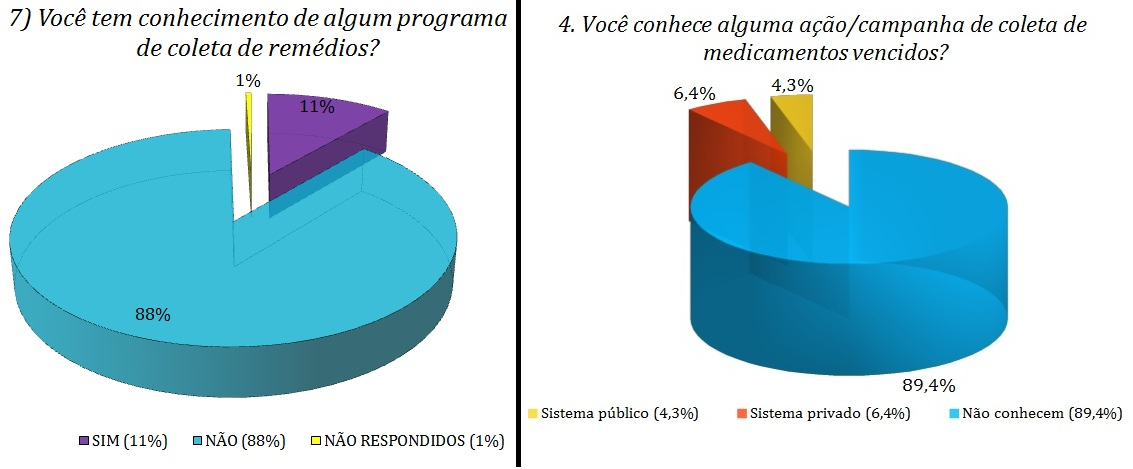 7) Você tem conhecimento de algum programa
de coleta de remédios?
1%
11%
88%
SIM (11%) NÃO (88%) NÃO RESPONDIDOS (1%)
4. Você conhece alguma ação/campanha de coleta de
medicamentos vencidos?
6,4%
4,3%
89,4%
Sistema público (4,3%) Sistema privado (6,4%) Não conhecem (89,4%)